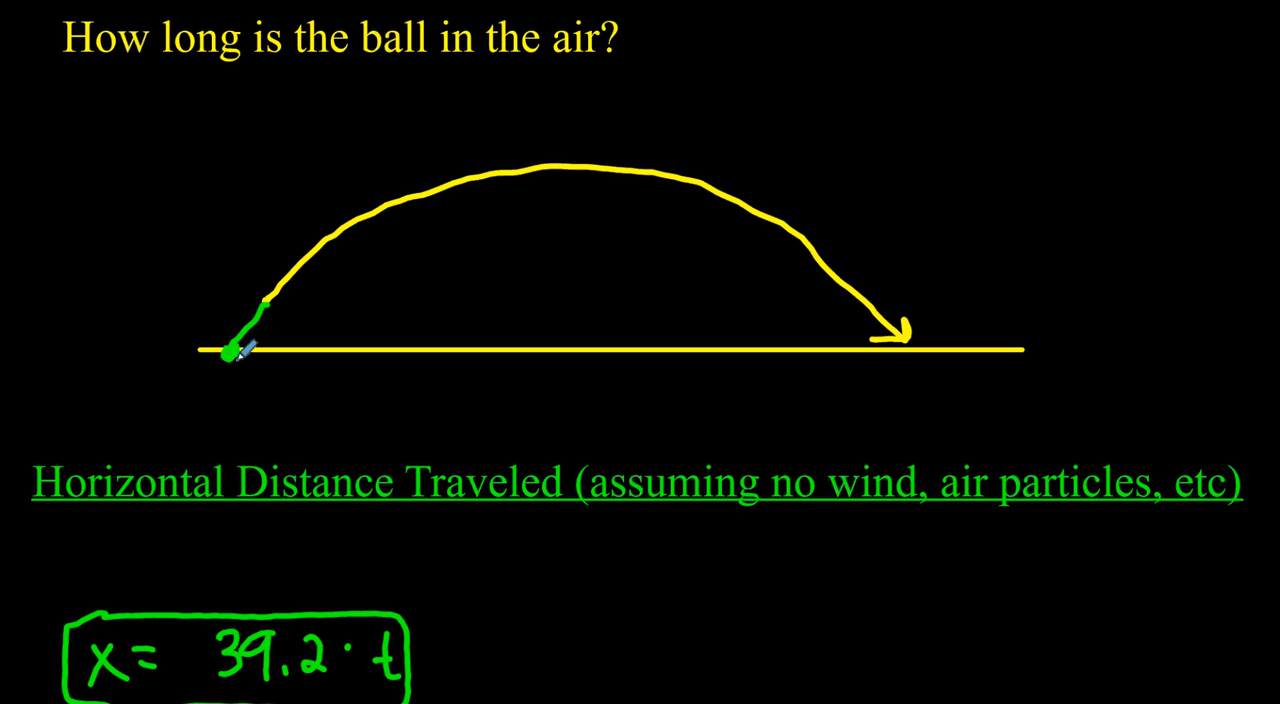 How long is the ball in the air?
Horizontal Distance Traveled (assuming no wind, air particles, etc)
x= 39.2 · t